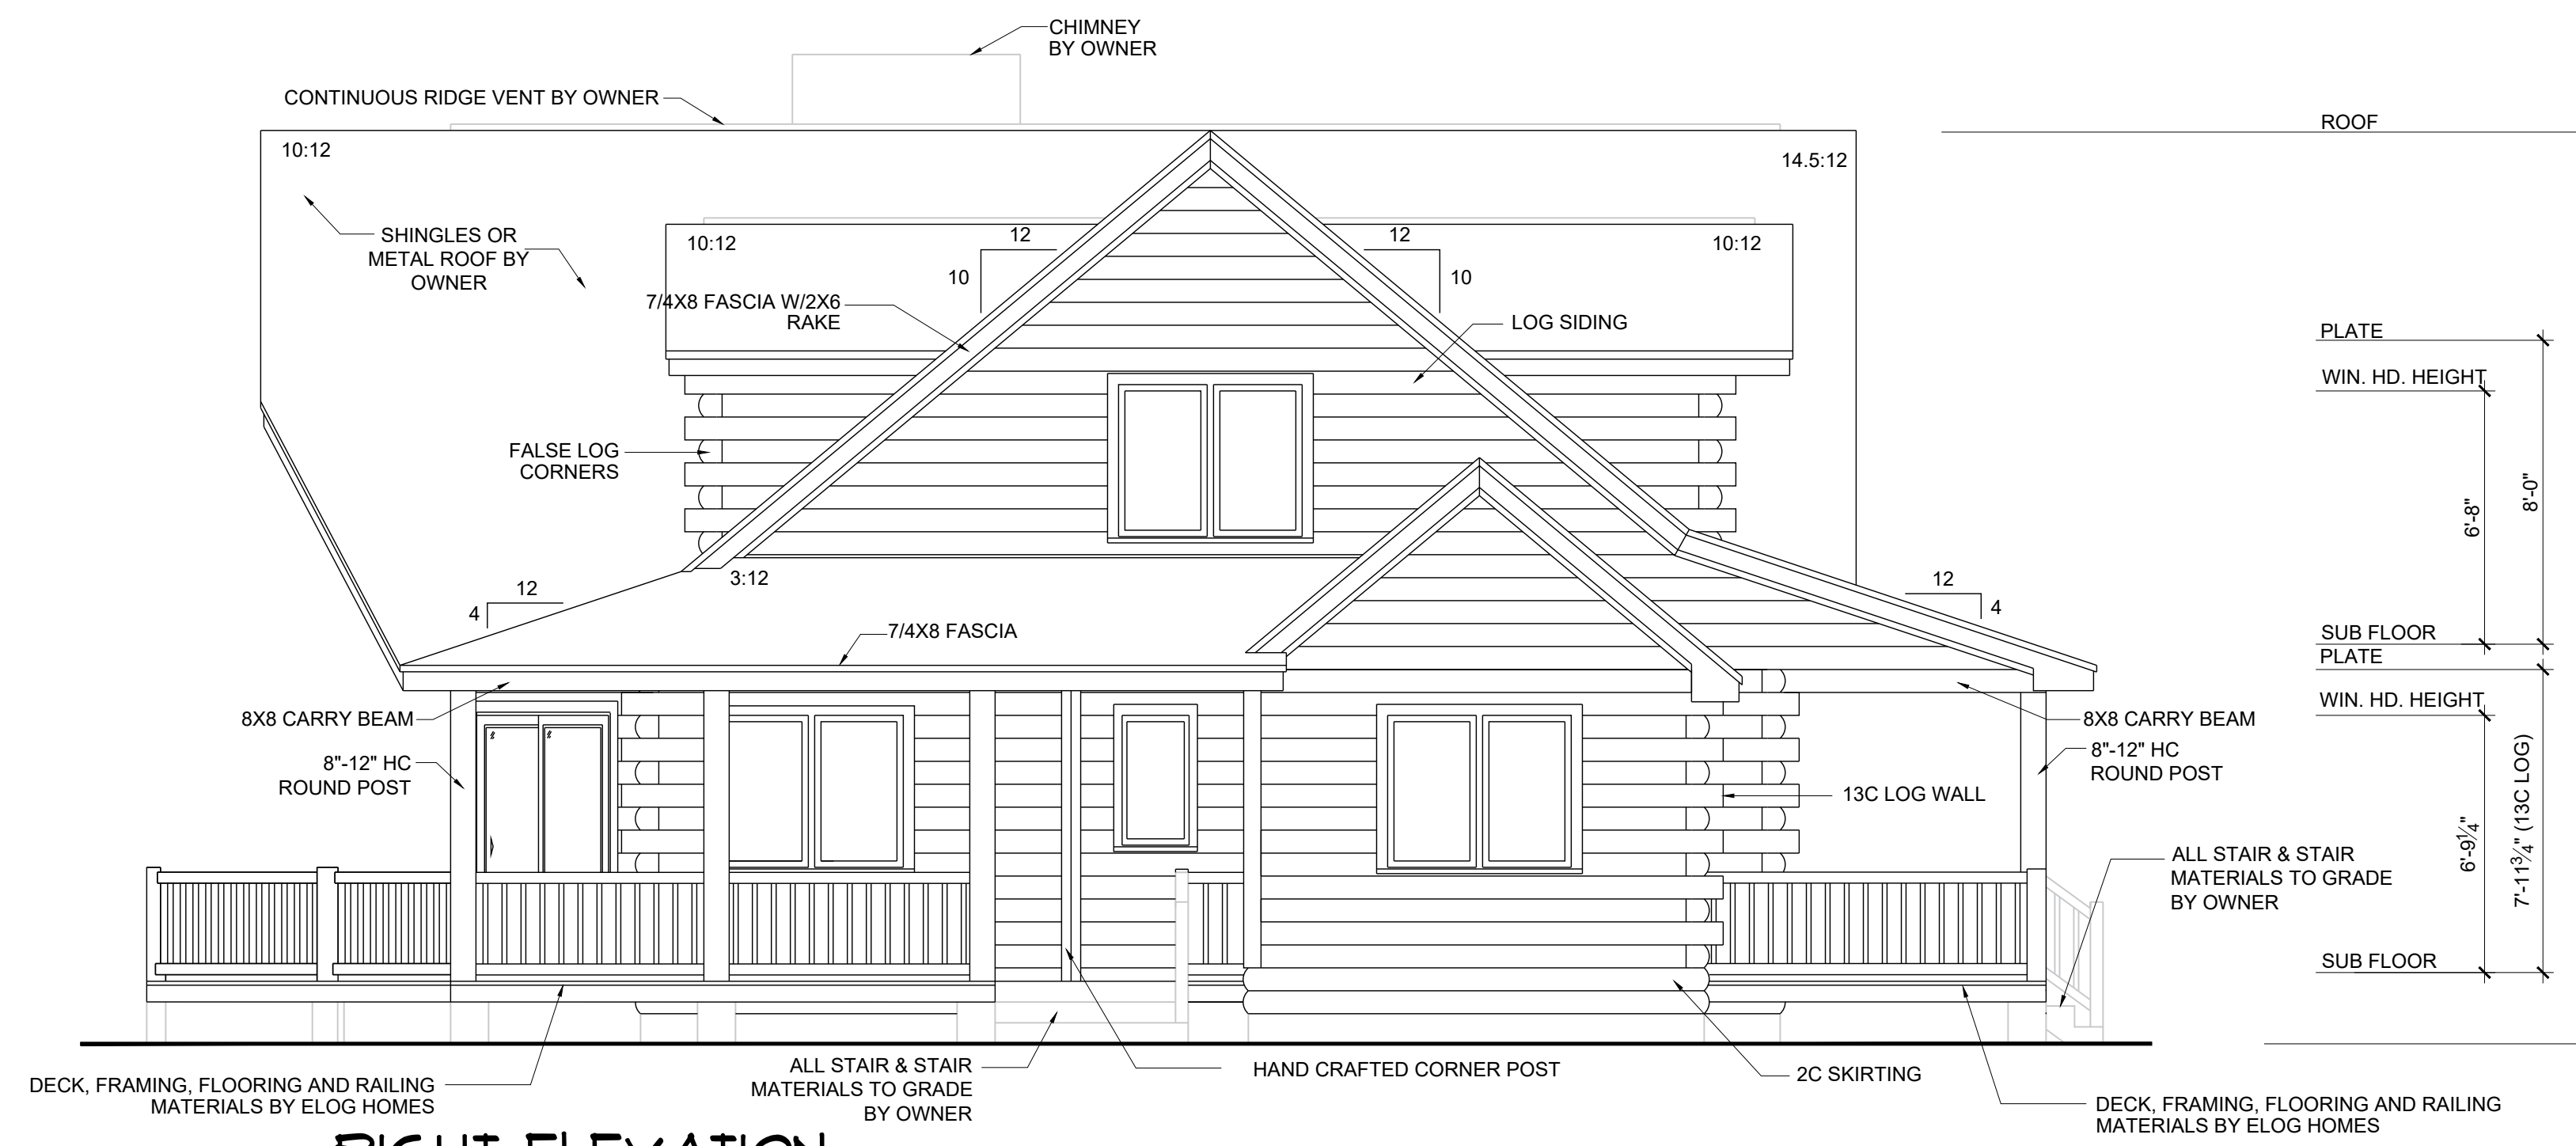 CHIMNEY
BY OWNER
CONTINUOUS RIDGE VENT BY OWNER
ROOF
10:12
14.5:12
SHINGLES OR
METAL ROOF BY
OWNER
10:12
12
10
12
10
10:12
7/4X8 FASCIA W/2X6
RAKE
LOG SIDING
PLATE
WIN. HD. HEIGHT
FALSE LOG
CORNERS
6'-8"
8'-0"
3:12
12
4
12
4
7/4X8 FASCIA
SUB FLOOR
PLATE
8X8 CARRY BEAM
8X8 CARRY BEAM
WIN. HD. HEIGHT
8"-12" HC
ROUND POST
8"-12" HC
ROUND POST
13C LOG WALL
6'-9¼"
7'-11¾" (13C LOG)
ALL STAIR & STAIR
MATERIALS TO GRADE
BY OWNER
SUB FLOOR
DECK, FRAMING, FLOORING AND RAILING
MATERIALS BY ELOG HOMES
ALL STAIR & STAIR
MATERIALS TO GRADE
BY OWNER
HAND CRAFTED CORNER POST
2C SKIRTING
DECK, FRAMING, FLOORING AND RAILING
MATERIALS BY ELOG HOMES
RIGHT ELEVATION